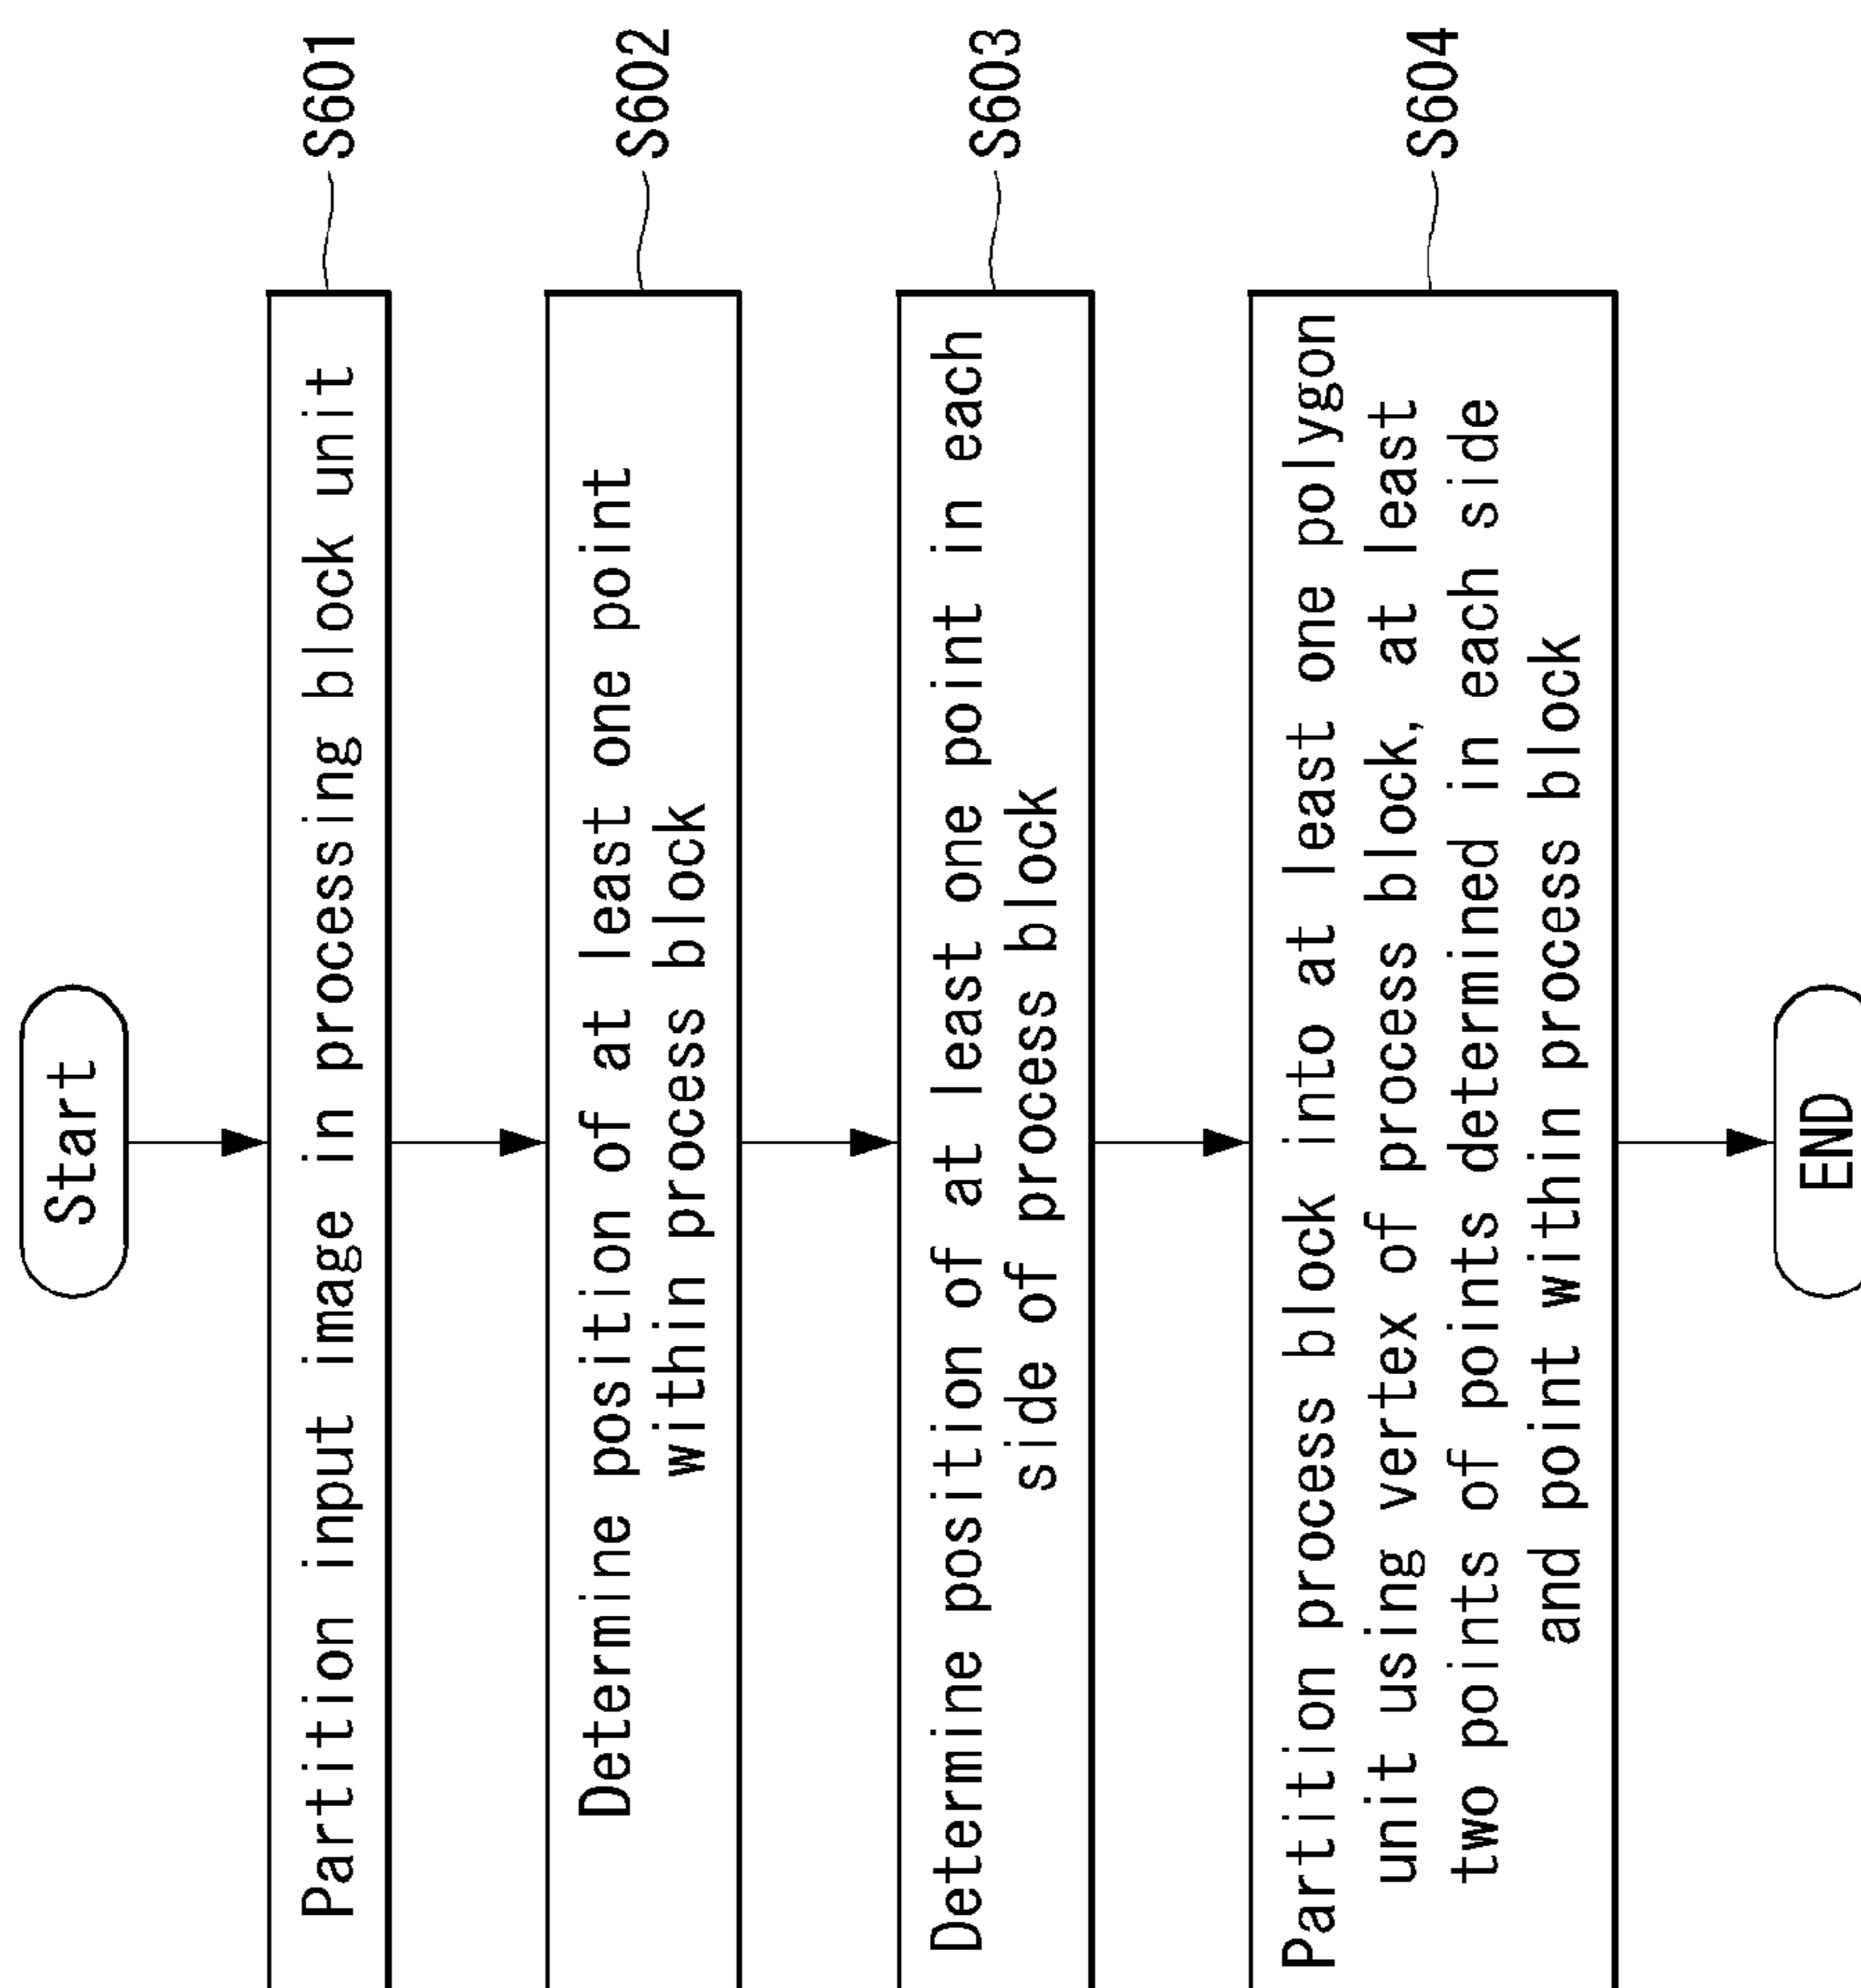 Start
Partition input image in processing block unit
S601
Determine position of at least one point
within process block
S602
Determine position of at least one point in each
side of process block
S603
Partition process block into at least one polygon
unit using vertex of process block, at least
two points of points determined in each side
and point within process block
S604
END